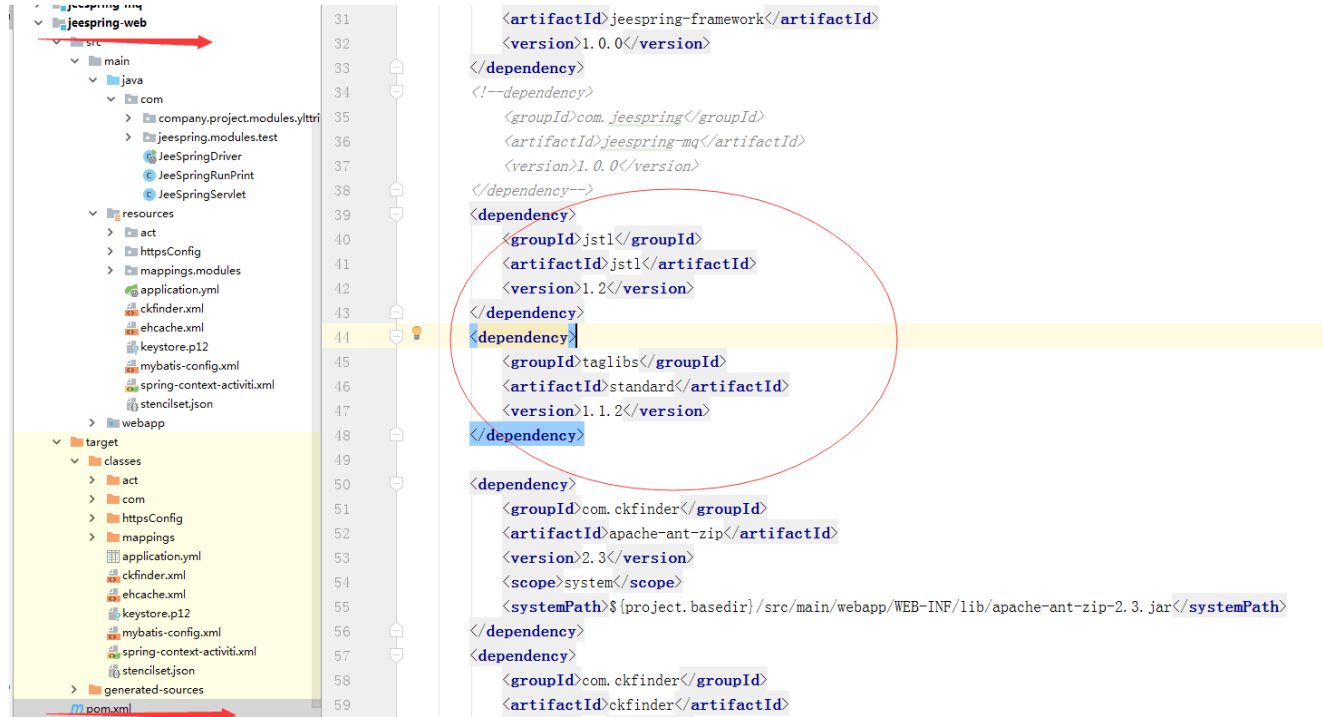 jeespring-mq
jeespring-web
src
main
java
com
company.project.modules.ylttri
jeespring.modules.test
JeeSpringDriver
JeeSpringRunPrint
JeeSpringServlet
resources
act
httpsConfig
mappings.modules
application.yml
ckfinder.xml
ehcache.xml
keystore.p12
mybatis-config.xml
spring-context-activiti.xml
stencilset.json
webapp
target
classes
act
com
httpsConfig
mappings
application.yml
ckfinder.xml
ehcache.xml
keystore.p12
mybatis-config.xml
spring-context-activiti.xml
stencilset.json
generated-sources
pom.xml
31 <artifactId>jeespring-framework</artifactId>
32 <version>1.0.0</version>
33 </dependency>
34 <!--dependency>
35 <groupId>com.jeespring</groupId>
36 <artifactId>jeespring-mq</artifactId>
37 <version>1.0.0</version>
38 </dependency-->
39 <dependency>
40 <groupId>jstl</groupId>
41 <artifactId>jstl</artifactId>
42 <version>1.2</version>
43 </dependency>
44 <dependency>
45 <groupId>taglibs</groupId>
46 <artifactId>standard</artifactId>
47 <version>1.1.2</version>
48 </dependency>
49
50 <dependency>
51 <groupId>com.ckfinder</groupId>
52 <artifactId>apache-ant-zip</artifactId>
53 <version>2.3</version>
54 <scope>system</scope>
55 <systemPath>${project.basedir}/src/main/webapp/WEB-INF/lib/apache-ant-zip-2.3.jar</systemPath>
56 </dependency>
57 <dependency>
58 <groupId>com.ckfinder</groupId>
59 <artifactId>ckfinder</artifactId>